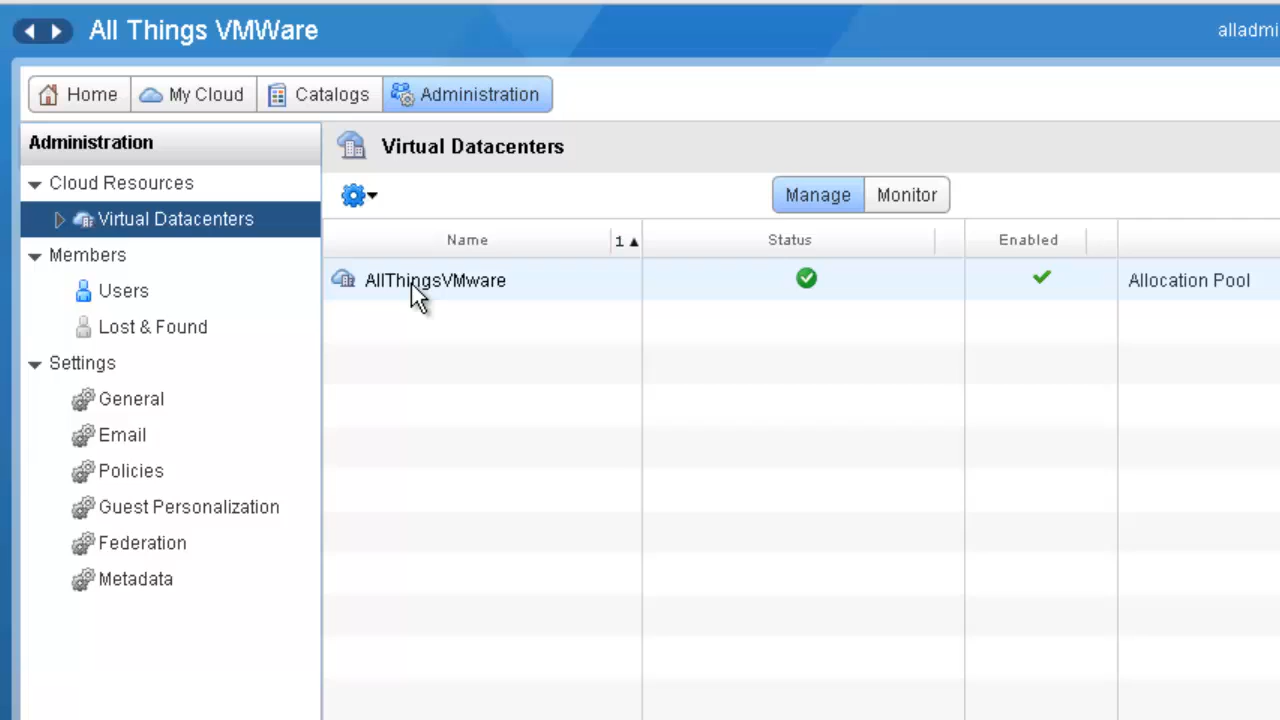 All Things VMWare
alladmi
Home
My Cloud
Catalogs
Administration
Administration
Virtual Datacenters
Cloud Resources
Manage
Monitor
Virtual Datacenters
Name
1 ▲
Status
Enabled
Members
AllThingsVMware
Allocation Pool
Users
Lost & Found
Settings
General
Email
Policies
Guest Personalization
Federation
Metadata